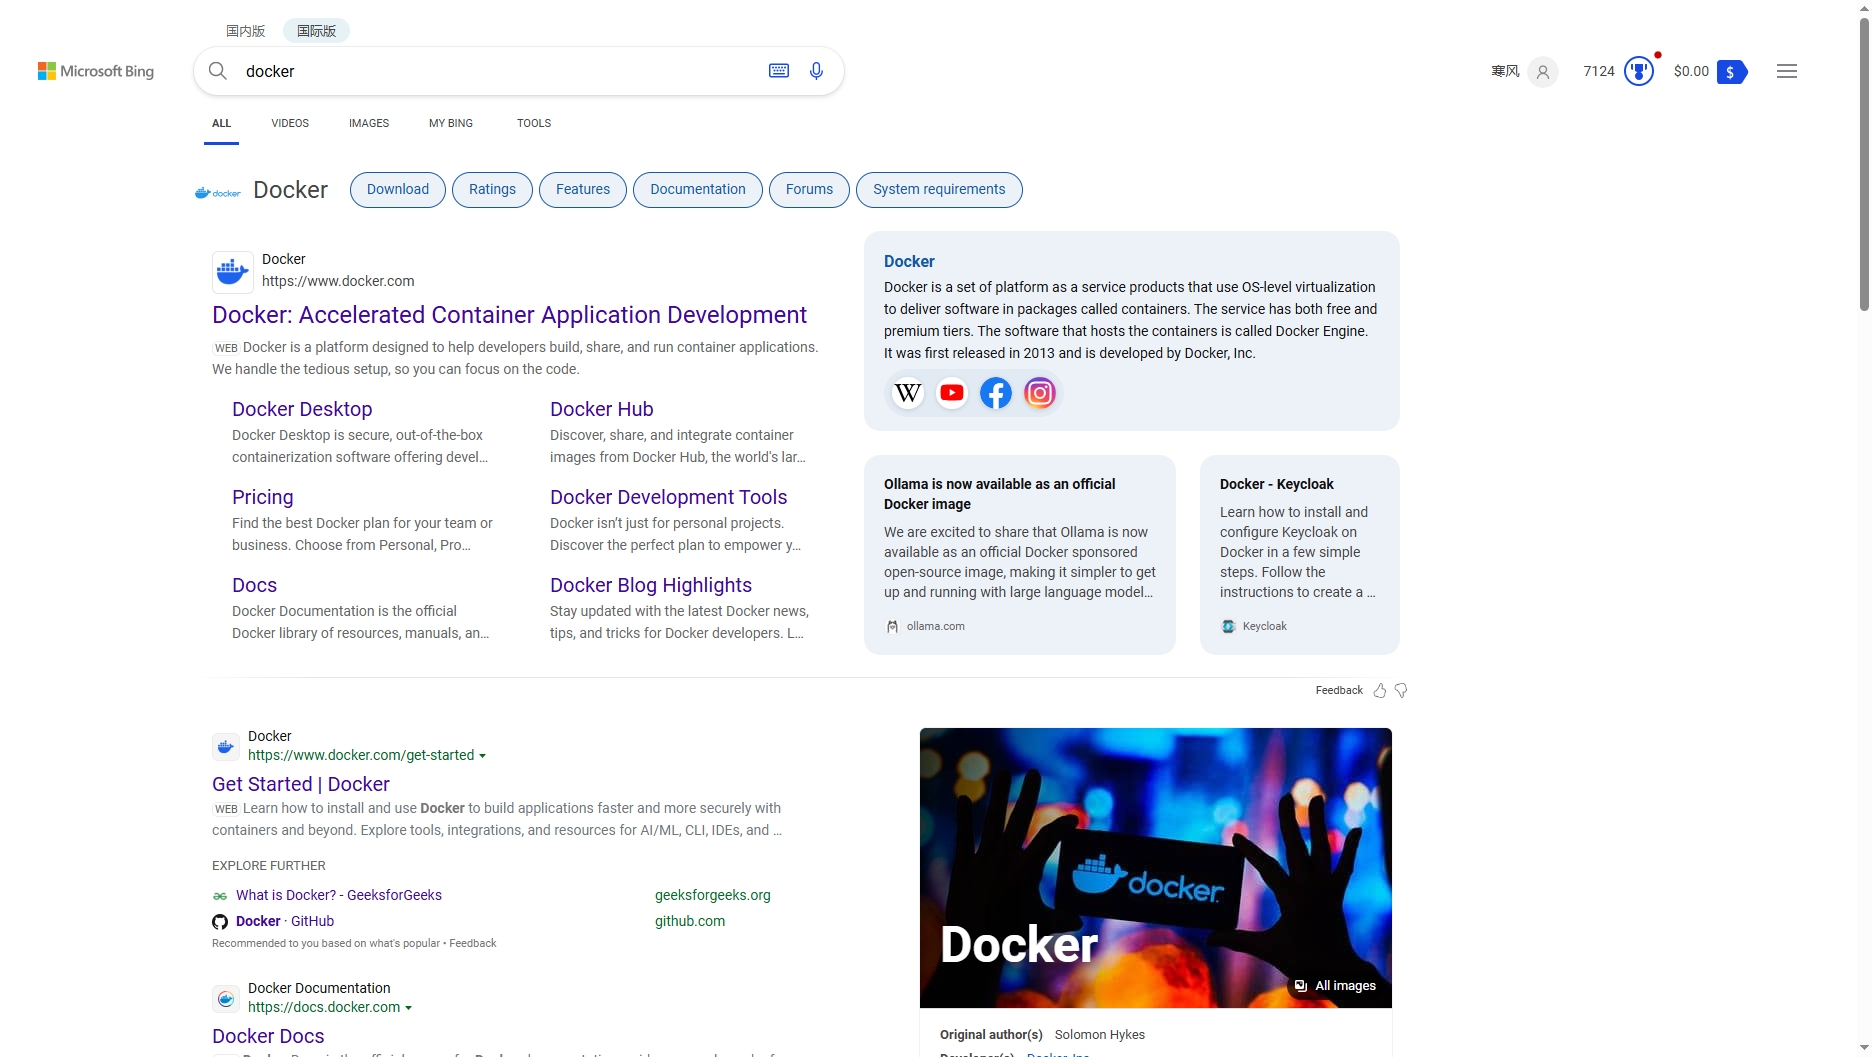 国内版
国际版
Microsoft Bing
docker
寒风
7124
$0.00
ALL
VIDEOS
IMAGES
MY BING
TOOLS
docker
Docker
Download
Ratings
Features
Documentation
Forums
System requirements
Docker
https://www.docker.com
Docker: Accelerated Container Application Development
WEB Docker is a platform designed to help developers build, share, and run container applications.
We handle the tedious setup, so you can focus on the code.
Docker Desktop
Docker Desktop is secure, out-of-the-box
containerization software offering devel...
Docker Hub
Discover, share, and integrate container
images from Docker Hub, the world's lar...
Pricing
Find the best Docker plan for your team or
business. Choose from Personal, Pro...
Docker Development Tools
Docker isn’t just for personal projects.
Discover the perfect plan to empower y...
Docs
Docker Documentation is the official
Docker library of resources, manuals, an...
Docker Blog Highlights
Stay updated with the latest Docker news,
tips, and tricks for Docker developers. L...
Docker
Docker is a set of platform as a service products that use OS-level virtualization
to deliver software in packages called containers. The service has both free and
premium tiers. The software that hosts the containers is called Docker Engine.
It was first released in 2013 and is developed by Docker, Inc.
Ollama is now available as an official
Docker image
We are excited to share that Ollama is now
available as an official Docker sponsored
open-source image, making it simpler to get
up and running with large language model...
ollama.com
Docker - Keycloak
Learn how to install and
configure Keycloak on
Docker in a few simple
steps. Follow the
instructions to create a ...
Keycloak
Feedback
Docker
https://www.docker.com/get-started
Get Started | Docker
WEB Learn how to install and use Docker to build applications faster and more securely with
containers and beyond. Explore tools, integrations, and resources for AI/ML, CLI, IDEs, and ...
EXPLORE FURTHER
What is Docker? - GeeksforGeeks
geeksforgeeks.org
Docker · GitHub
github.com
Recommended to you based on what's popular • Feedback
Docker Documentation
https://docs.docker.com
Docker Docs
docker
Docker
All images
Original author(s) Solomon Hykes